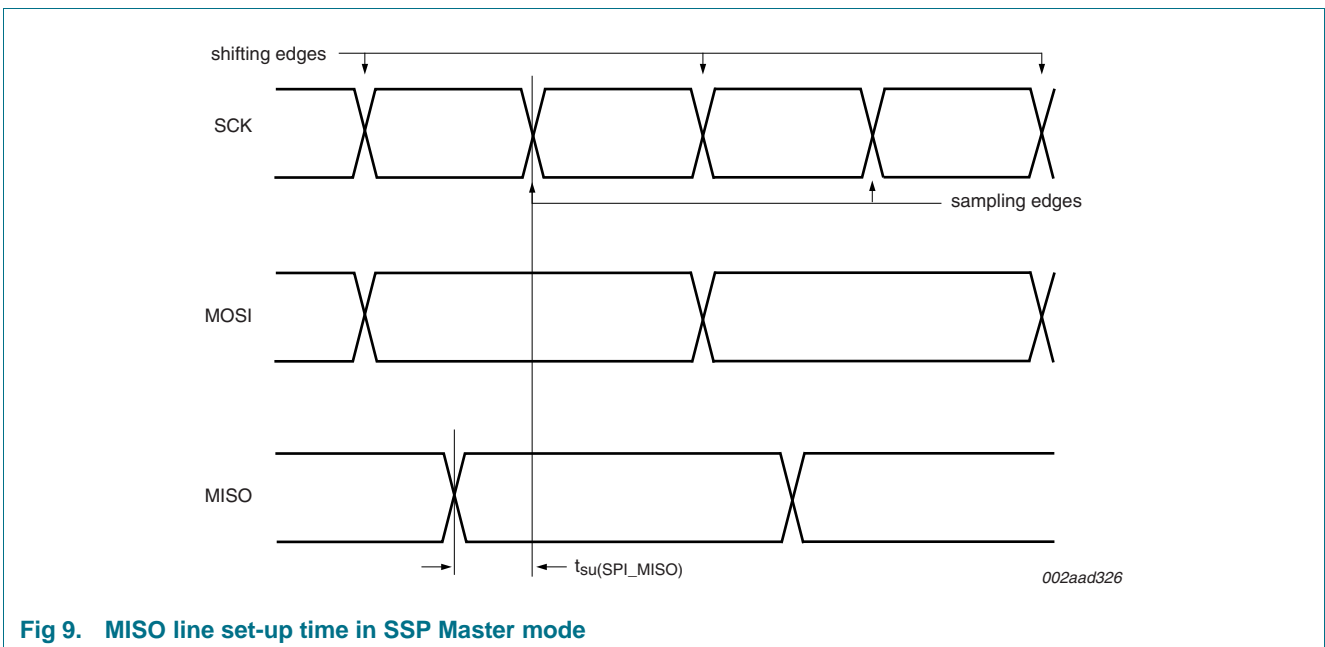 shifting edges
SCK
sampling edges
MOSI
MISO
tsu(SPI_MISO)
002aad326
Fig 9. MISO line set-up time in SSP Master mode